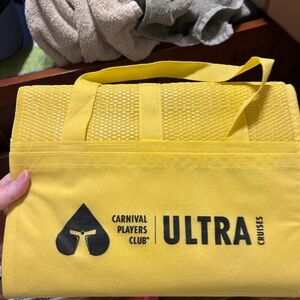 CARNIVAL
PLAYERS
CLUB®
ULTRA
CRUISES